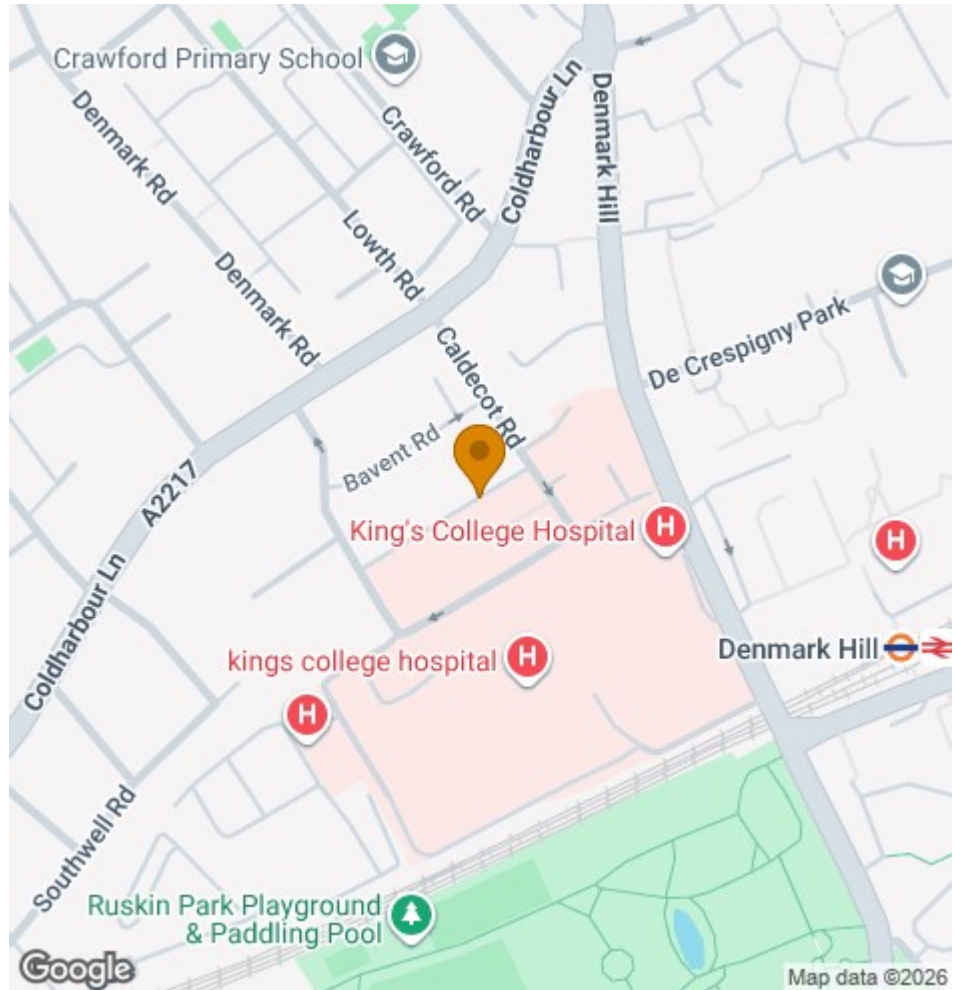 Crawford Primary School
Denmark Rd
Crawford Rd
Coldharbour Ln
Denmark Hill
Lowth Rd
Denmark Rd
Caldecot Rd
De Crespigny Park
Bavent Rd
A2217
King's College Hospital
H
H
Coldharbour Ln
Denmark Hill
kings college hospital
H
H
Southwell Rd
Ruskin Park Playground
& Paddling Pool
Google
Map data ©2026